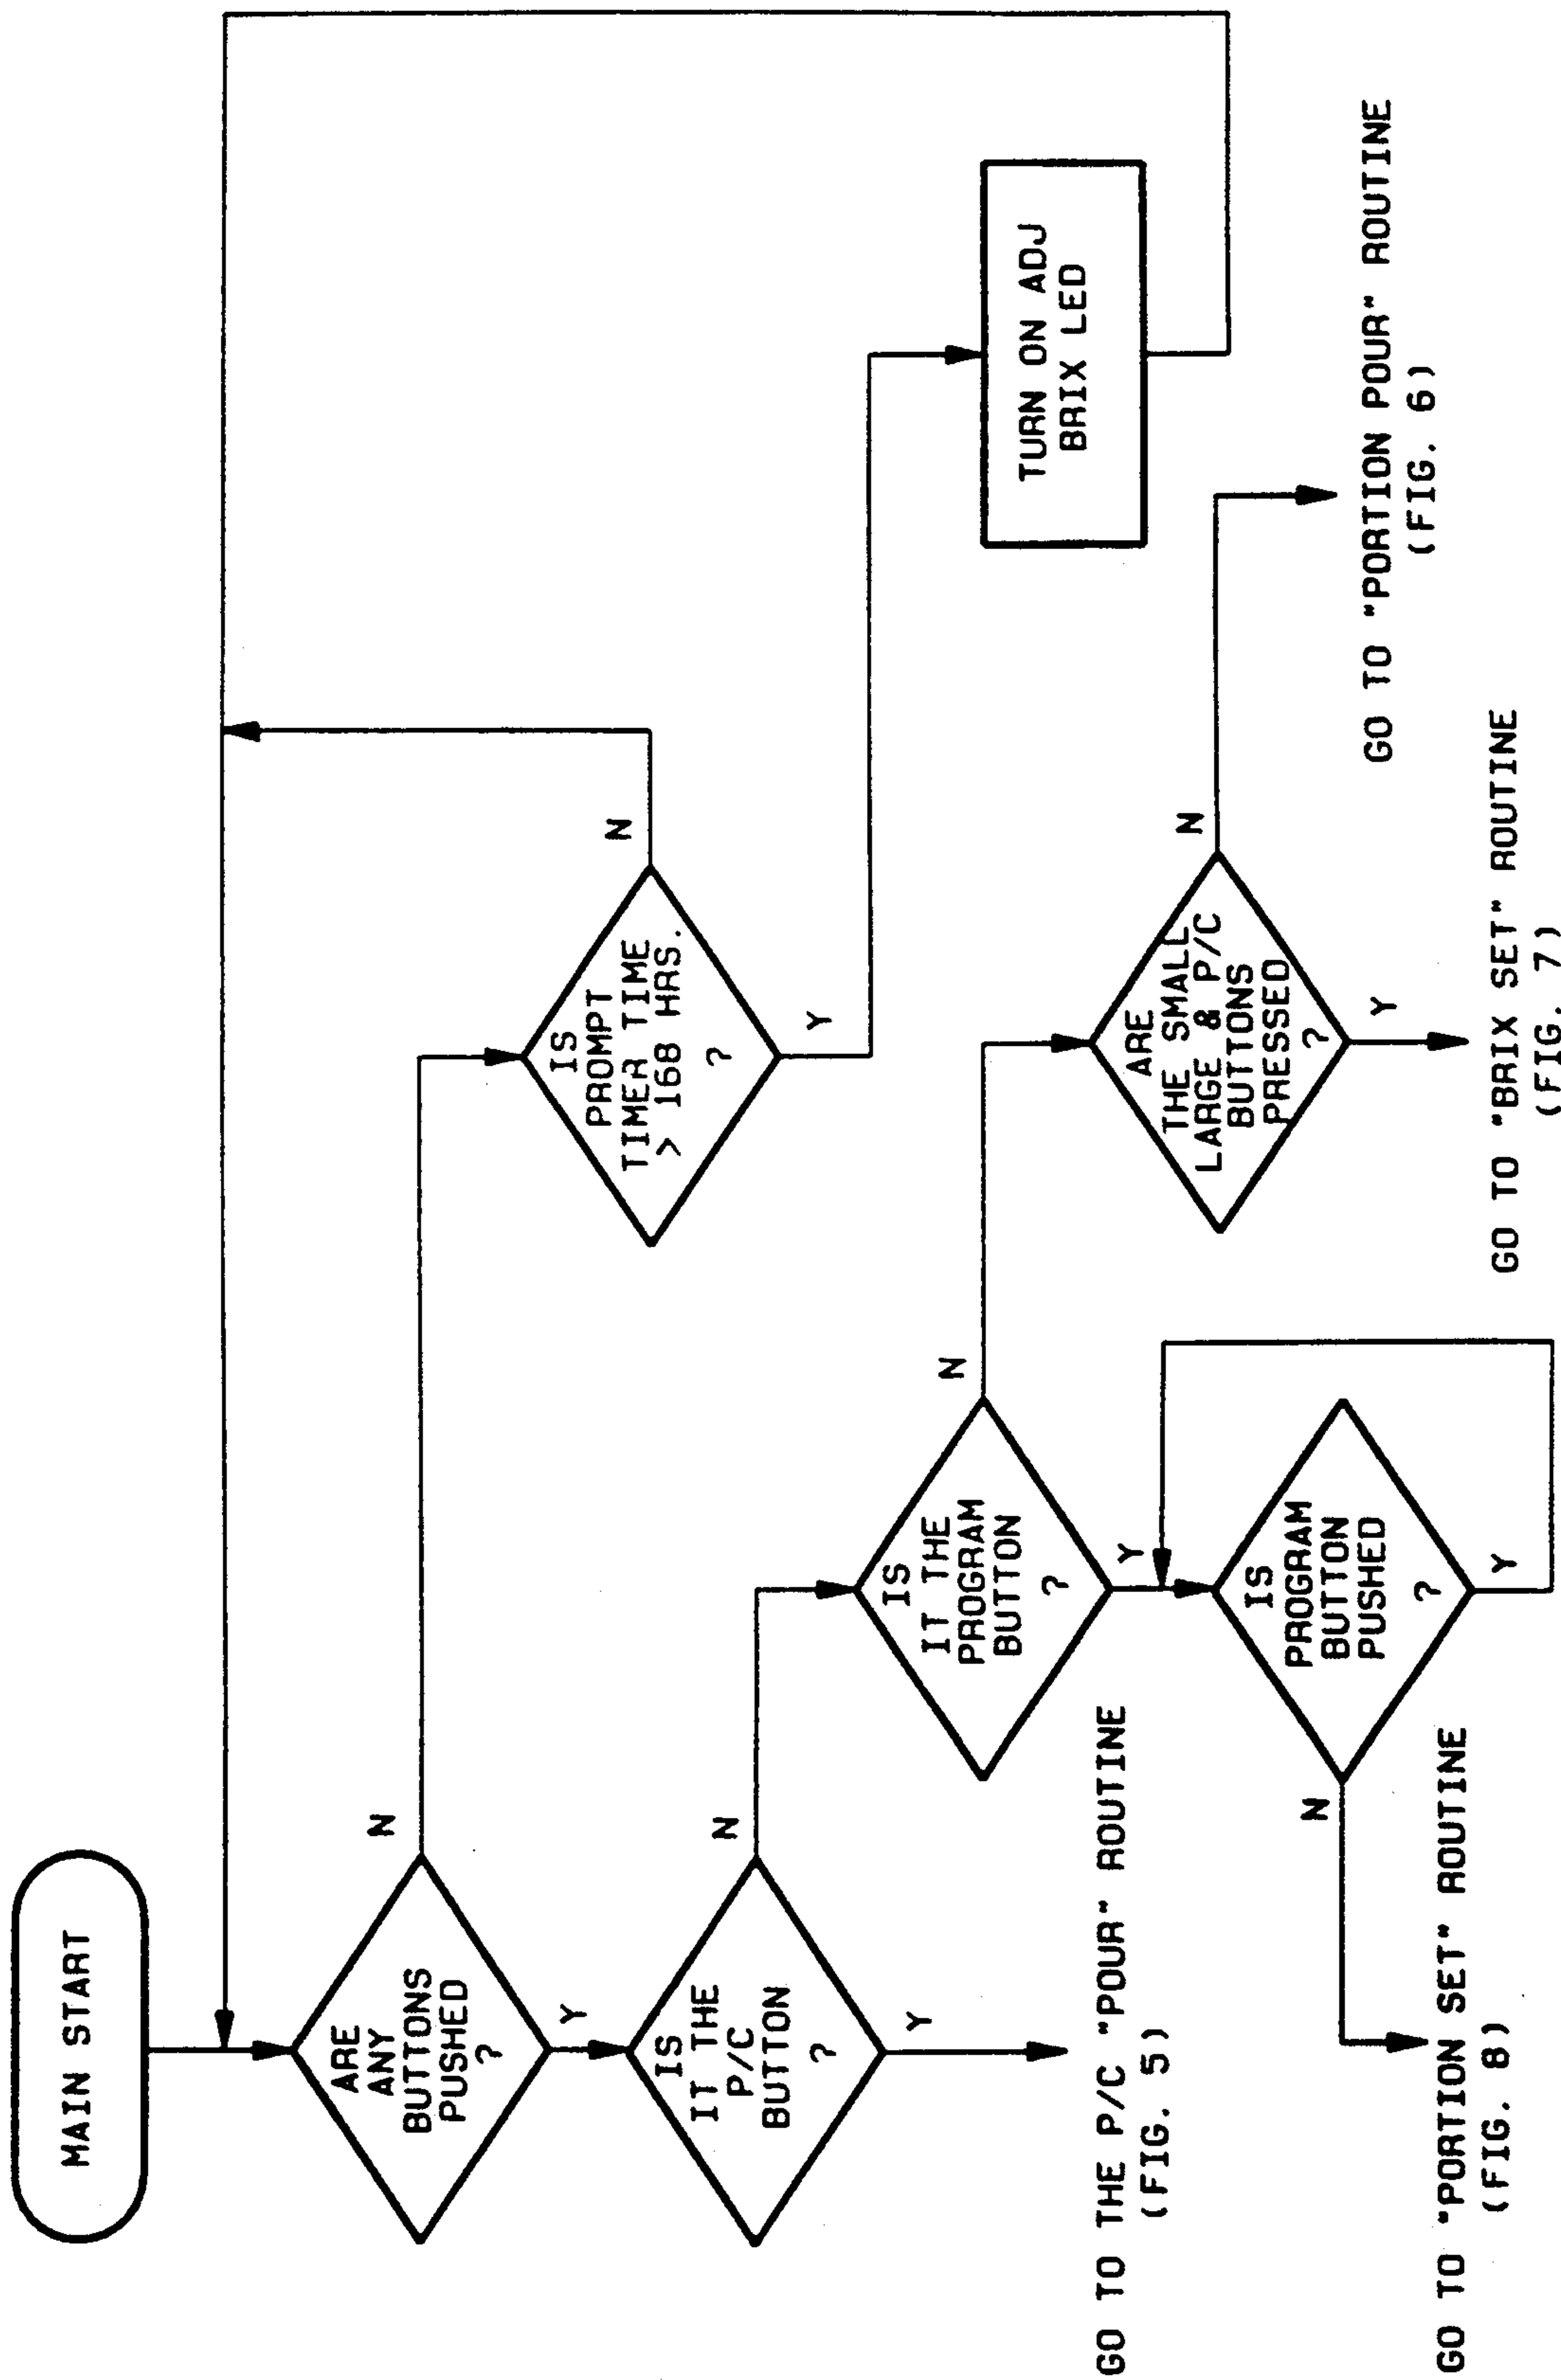 MAIN START
ARE
ANY
BUTTONS
PUSHED
?
N
Y
IS
PROMPT
TIMER TIME
> 168 HRS.
?
N
Y
IS
IT THE
P/C
BUTTON
?
N
Y
GO TO THE P/C "POUR" ROUTINE
(FIG. 5)
IS
IT THE
PROGRAM
BUTTON
?
N
Y
TURN ON ADJ
BRIX LED
IS
PROGRAM
BUTTON
PUSHED
?
N
Y
GO TO "PORTION SET" ROUTINE
(FIG. 8)
ARE
THE SMALL
LARGE & P/C
BUTTONS
PRESSED
?
N
Y
GO TO "PORTION POUR" ROUTINE
(FIG. 6)
GO TO "BRIX SET" ROUTINE
(FIG. 7)